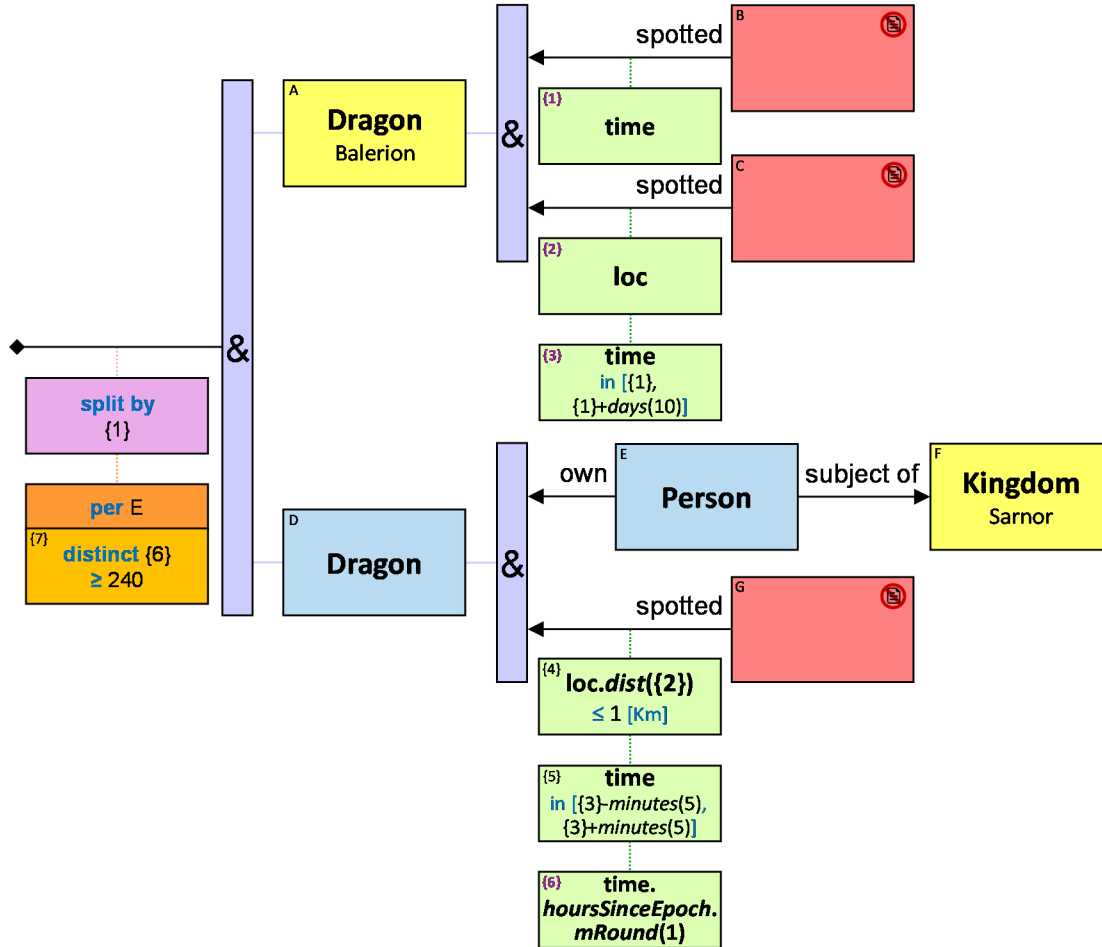 B
spotted
A
Dragon
Balerion
&
{1}
time
C
spotted
{2}
loc
&
{3}
time
in [{1},
{1}+days(10)]
split by
{1}
own
E
Person
subject of
F
Kingdom
Sarnor
per E
{7}
distinct {6}
≥ 240
D
Dragon
&
spotted
G
{4}
loc.dist({2})
≤ 1 [Km]
{5}
time
in [{3}-minutes(5),
{3}+minutes(5)]
{6}
time.
hoursSinceEpoch.
mRound(1)